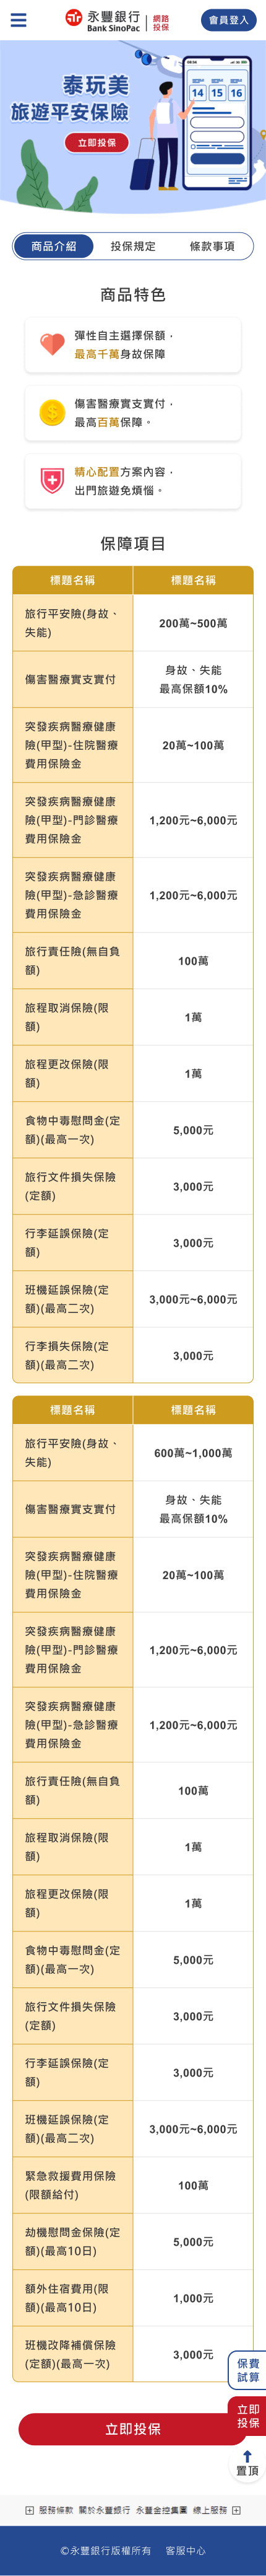 永豐銀行
Bank SinoPac
網路
投保
會員登入
泰玩美
旅遊平安保險
立即投保
14 15 16
商品介紹 投保規定 條款事項
商品特色
彈性自主選擇保額，
最高千萬身故保障
傷害醫療實支實付，
最高百萬保障。
精心配置方案內容，
出門旅遊免煩惱。
保障項目
標題名稱 標題名稱
旅行平安險(身故、
失能)
200萬~500萬
傷害醫療實支實付
身故、失能
最高保額10%
突發疾病醫療健康
險(甲型)-住院醫療
費用保險金
20萬~100萬
突發疾病醫療健康
險(甲型)-門診醫療
費用保險金
1,200元~6,000元
突發疾病醫療健康
險(甲型)-急診醫療
費用保險金
1,200元~6,000元
旅行責任險(無自負
額)
100萬
旅程取消保險(限
額)
1萬
旅程更改保險(限
額)
1萬
食物中毒慰問金(定
額)(最高一次)
5,000元
旅行文件損失保險
(定額)
3,000元
行李延誤保險(定
額)
3,000元
班機延誤保險(定
額)(最高二次)
3,000元~6,000元
行李損失保險(定
額)(最高二次)
3,000元
標題名稱 標題名稱
旅行平安險(身故、
失能)
600萬~1,000萬
傷害醫療實支實付
身故、失能
最高保額10%
突發疾病醫療健康
險(甲型)-住院醫療
費用保險金
20萬~100萬
突發疾病醫療健康
險(甲型)-門診醫療
費用保險金
1,200元~6,000元
突發疾病醫療健康
險(甲型)-急診醫療
費用保險金
1,200元~6,000元
旅行責任險(無自負
額)
100萬
旅程取消保險(限
額)
1萬
旅程更改保險(限
額)
1萬
食物中毒慰問金(定
額)(最高一次)
5,000元
旅行文件損失保險
(定額)
3,000元
行李延誤保險(定
額)
3,000元
班機延誤保險(定
額)(最高二次)
3,000元~6,000元
緊急救援費用保險
(限額給付)
100萬
劫機慰問金保險(定
額)(最高10日)
5,000元
額外住宿費用(限
額)(最高10日)
1,000元
班機改降補償保險
(定額)(最高一次)
3,000元
保費
試算
立即
投保
立即投保
置頂
服務條款 關於永豐銀行 永豐金控集團 線上服務
©永豐銀行版權所有 客服中心